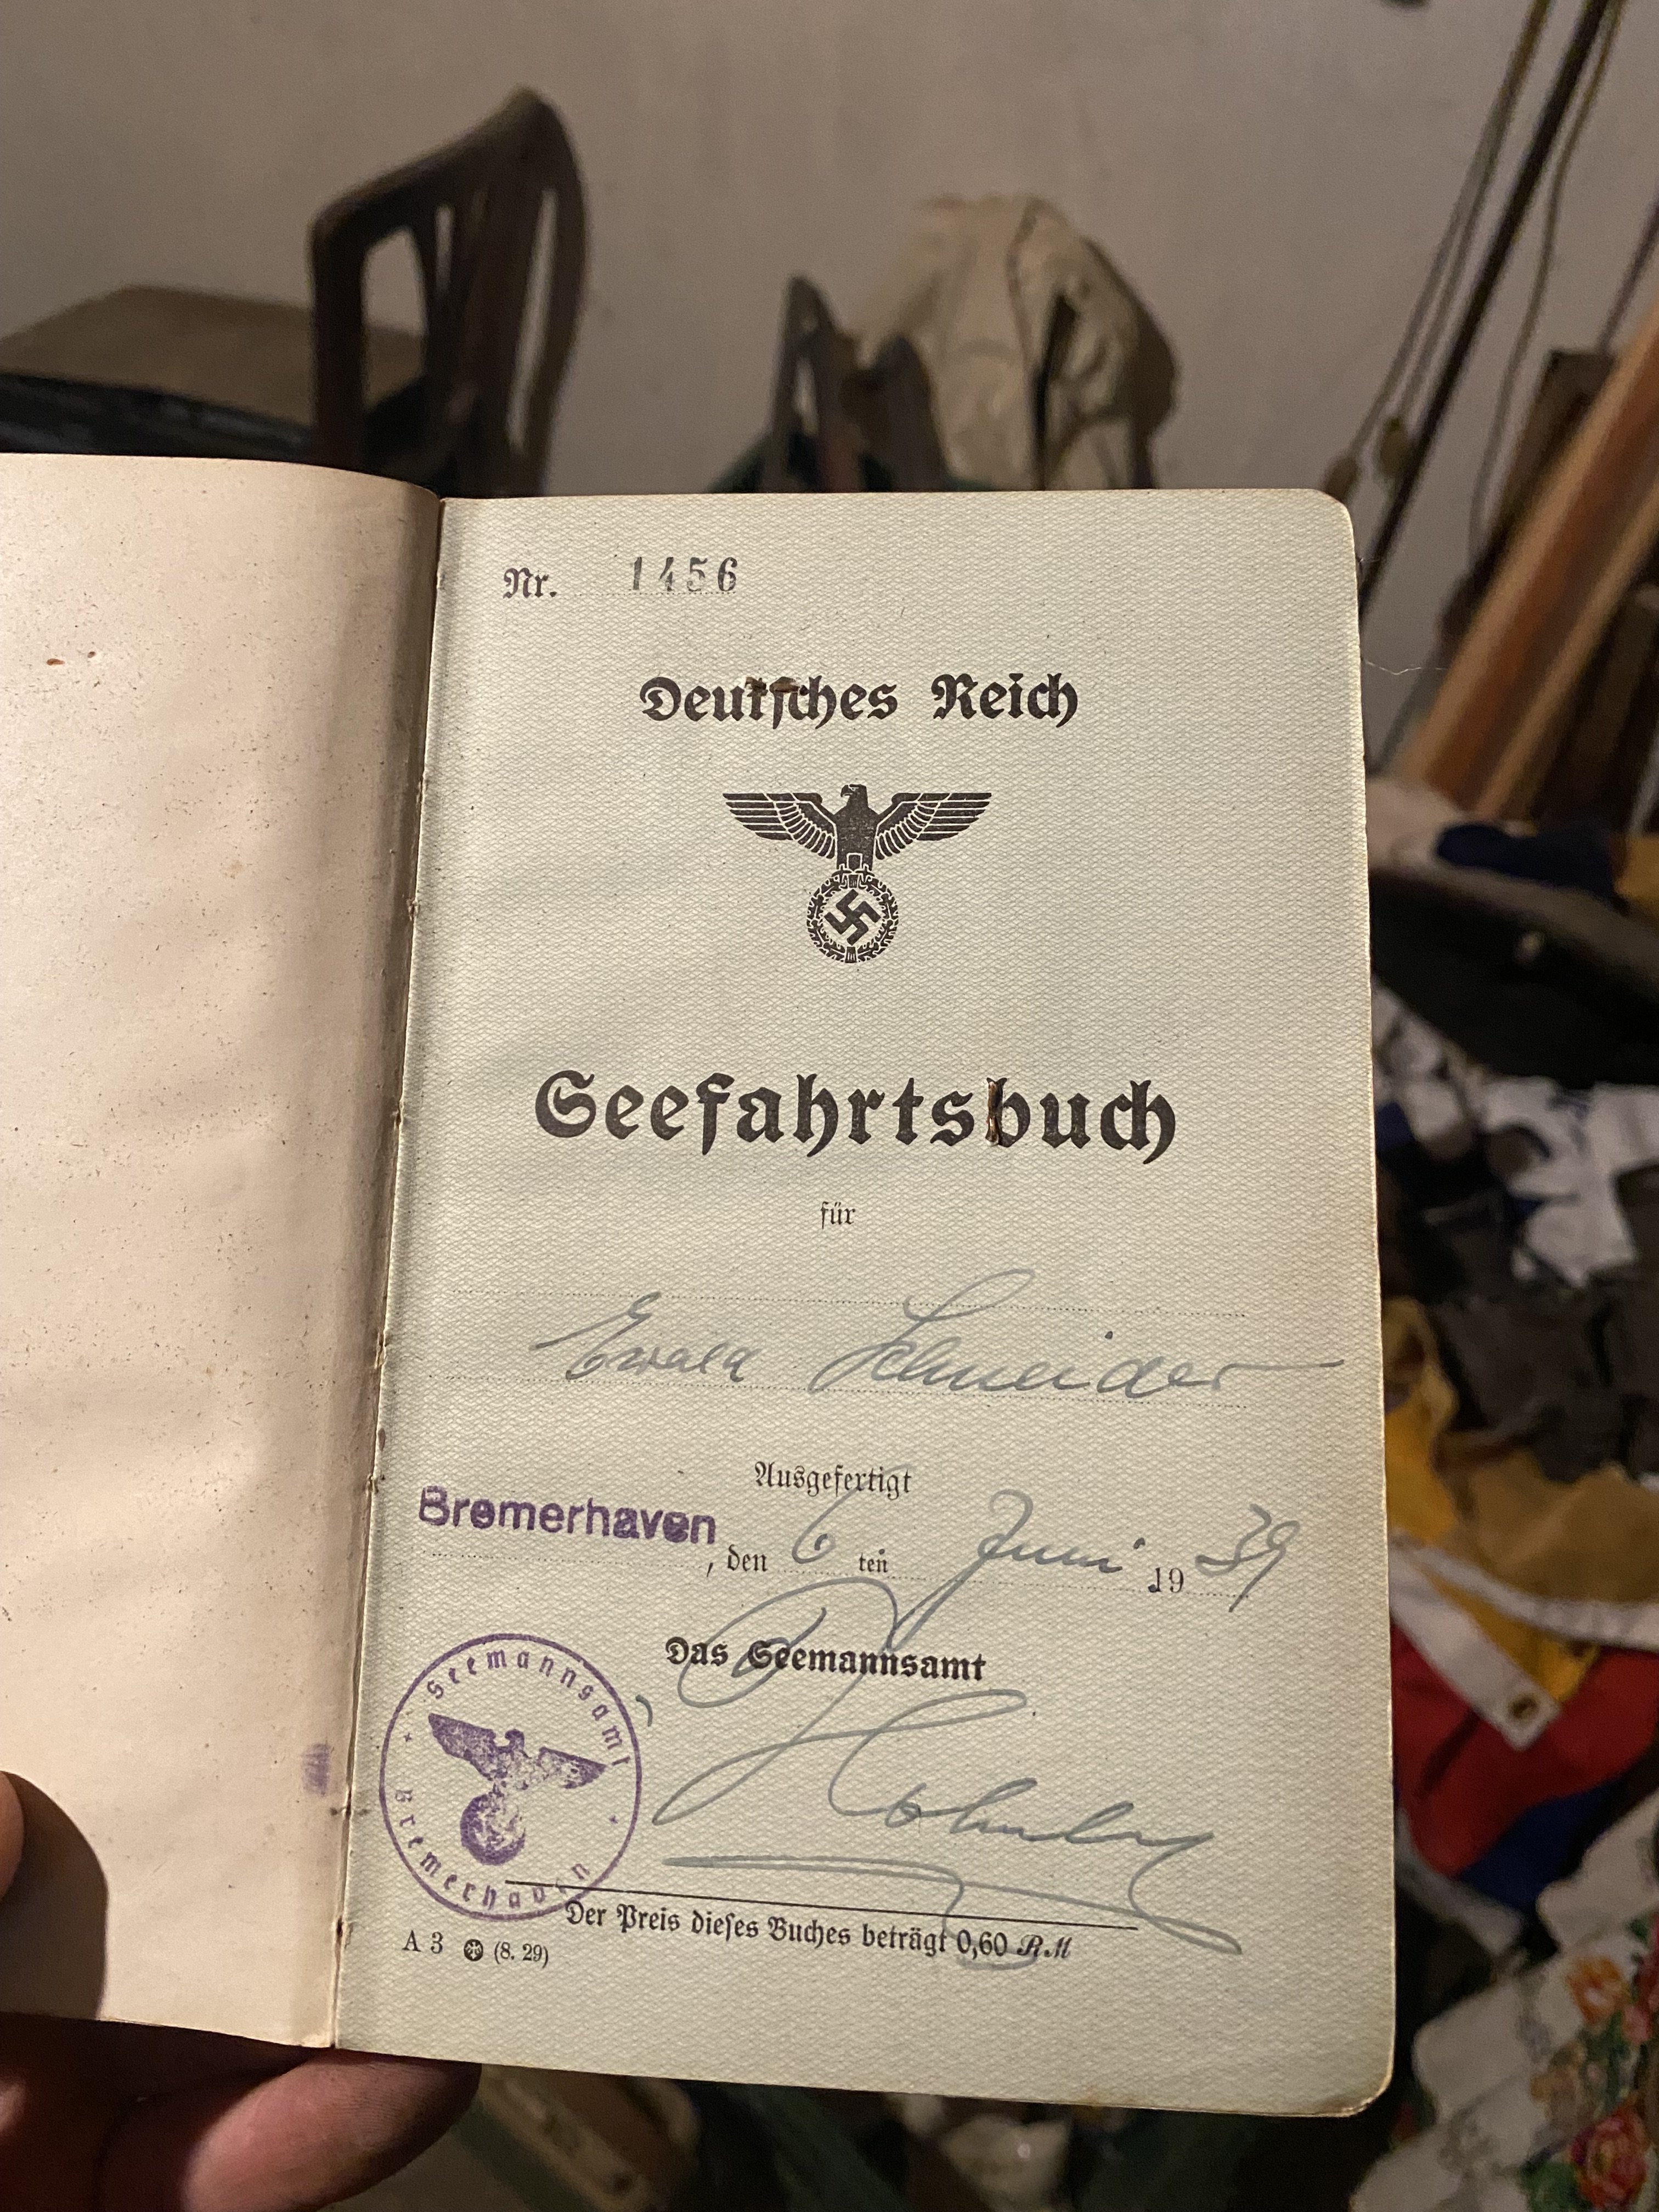 Nr. 1456
Deutsches Reich
Seefahrtsbuch
für
Ewald Schneider
Ausgefertigt
Bremerhaven, den 6 ten Juni 1939
Das Seemannsamt
Seemannsamt
Bremerhaven
Der Preis dieses Buches beträgt 0,60 RM
A 3 (8. 29)